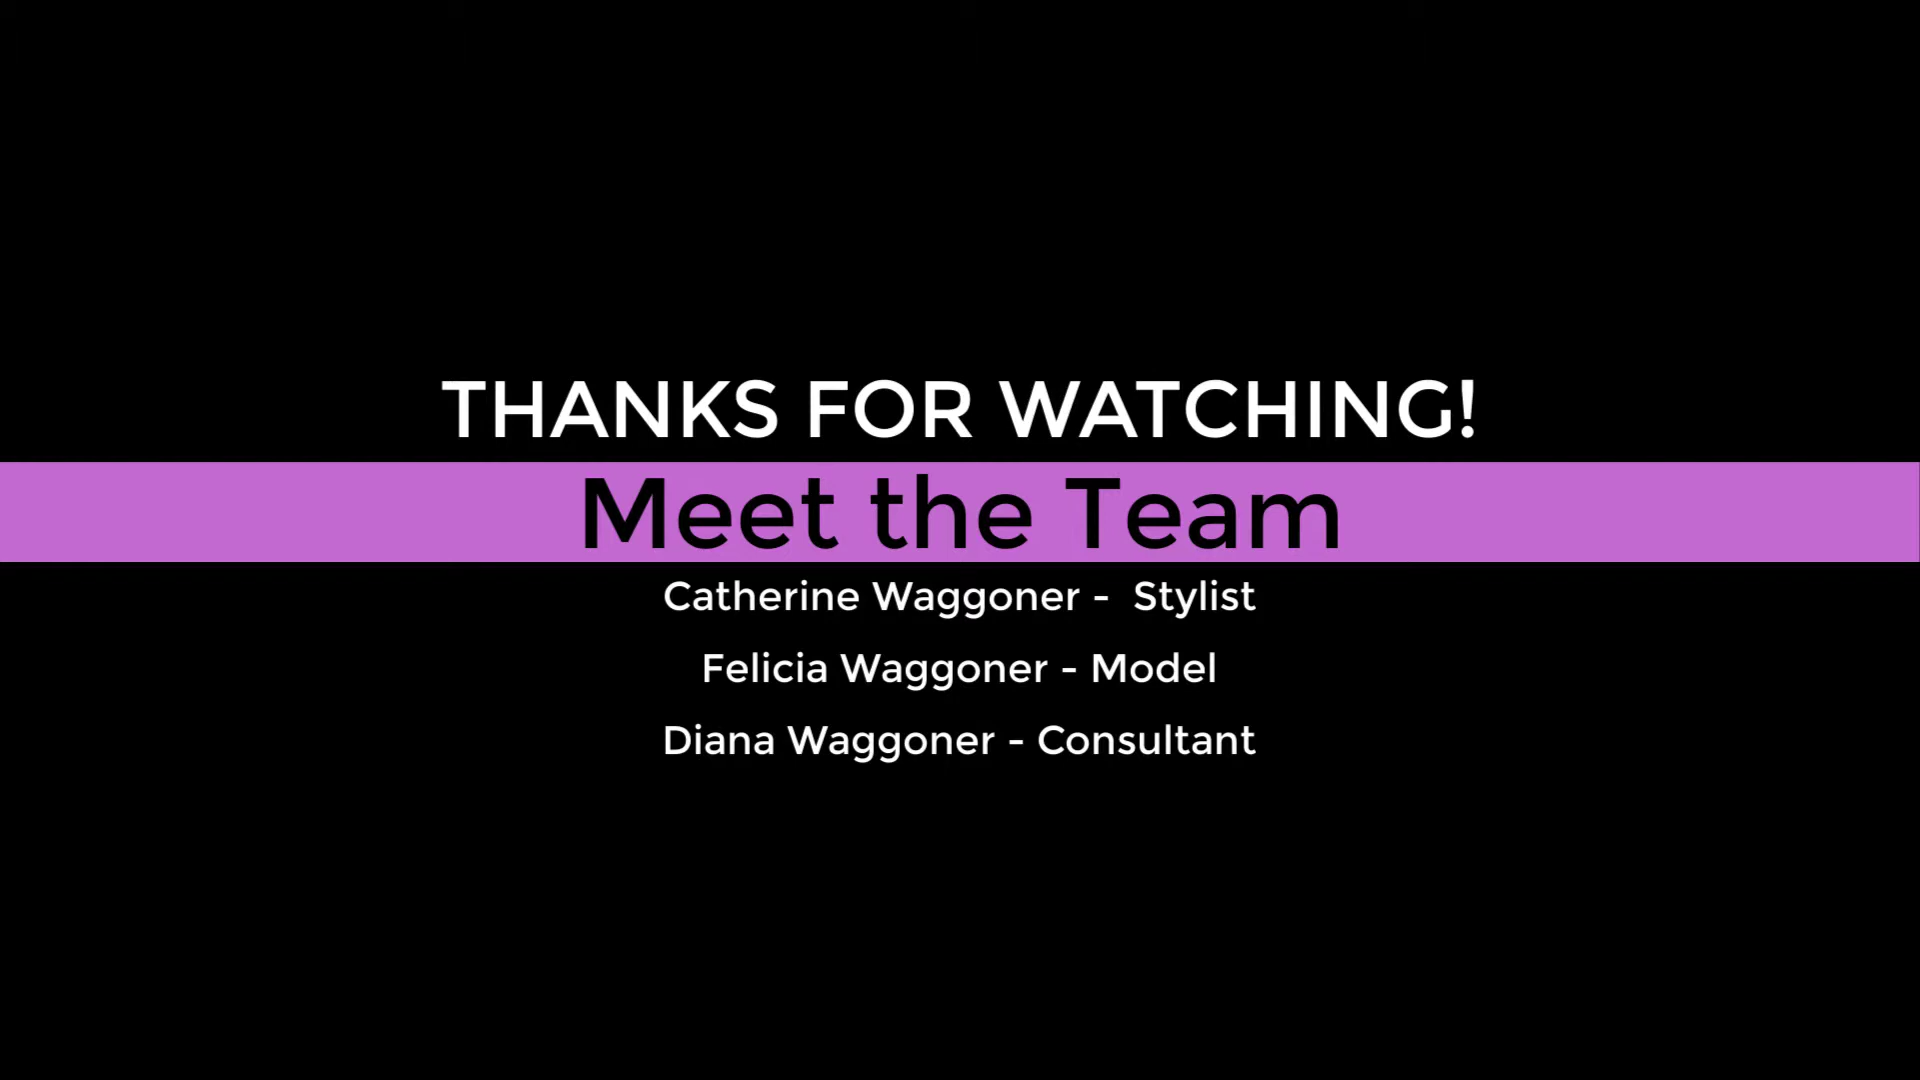 THANKS FOR WATCHING!
Meet the Team
Catherine Waggoner -  Stylist
Felicia Waggoner - Model
Diana Waggoner - Consultant